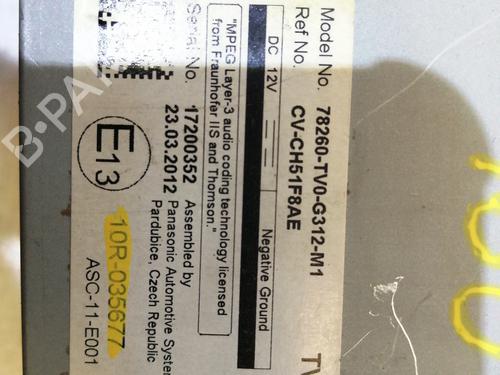 Model No. 78260-TV0-G312-M1
Ref No. CV-CH51F8AE
DC 12V Negative Ground
"MPEG Layer-3 audio coding technology licensed
from Fraunhofer IIS and Thomson."
Serial No. 17200352
23.03.2012
Assembled by
Panasonic Automotive System
Pardubice, Czech Republic
E13
10R-035677
ASC-11-E001
TV
B-PA